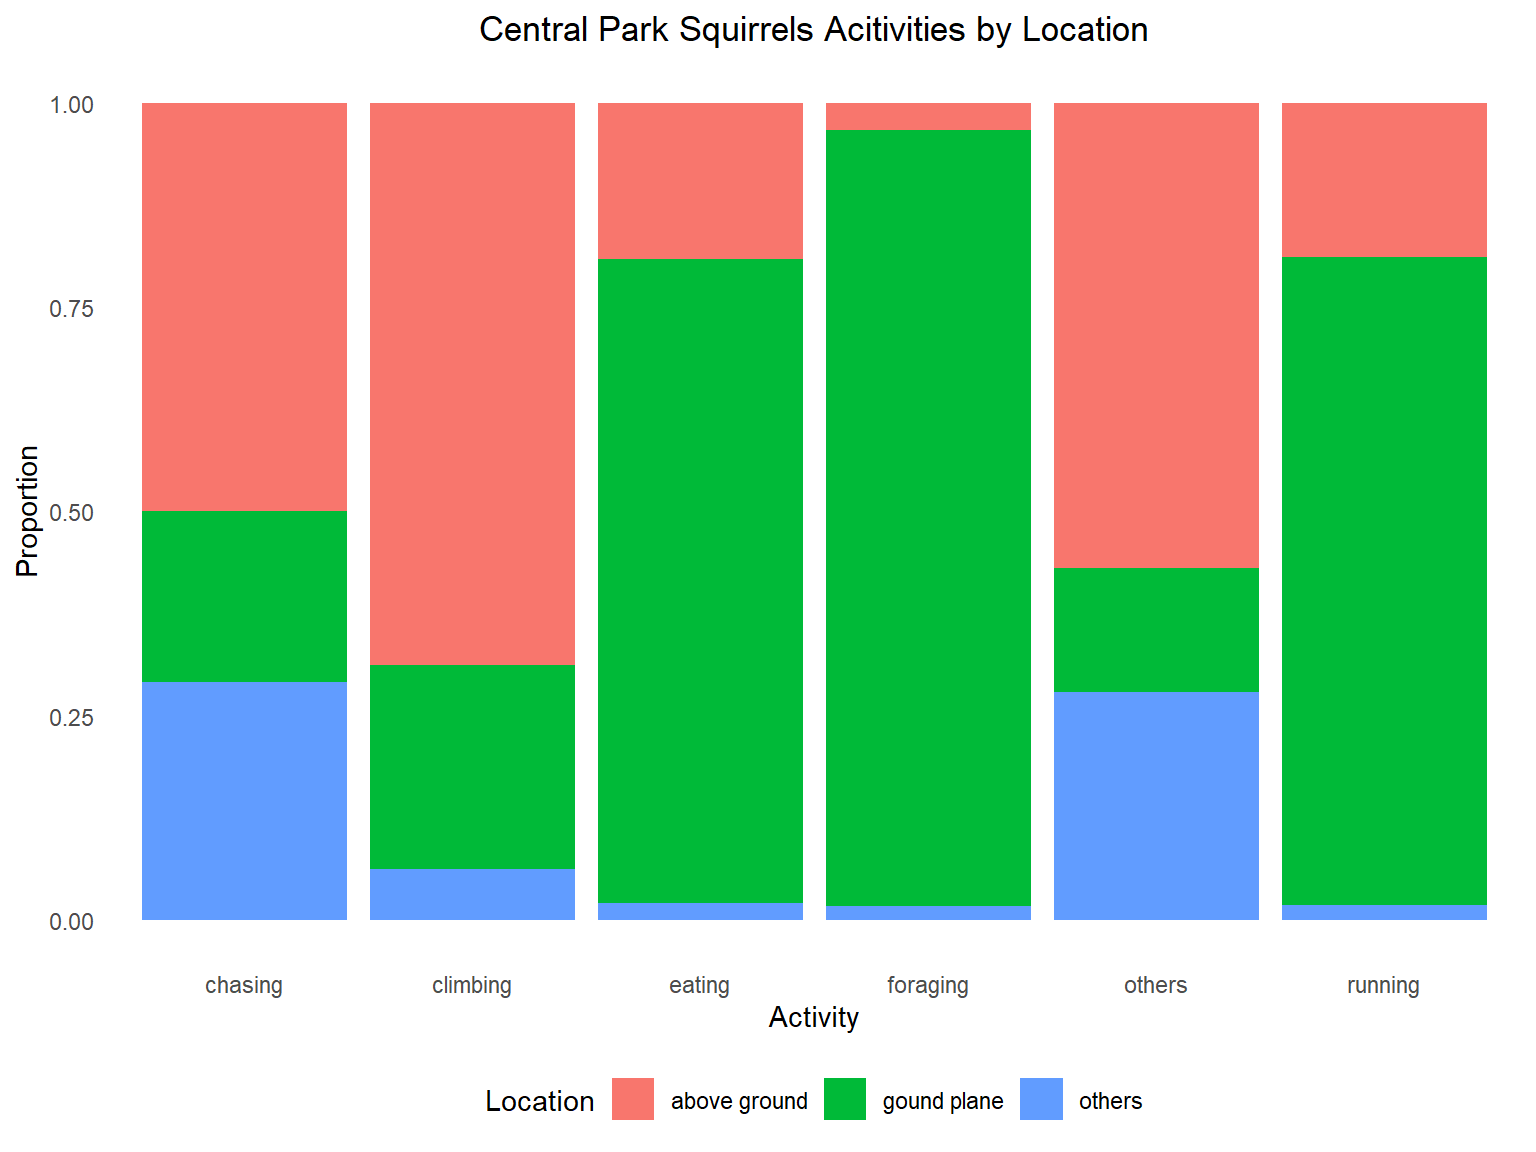 Central Park Squirrels Acitivities by Location
1.00
0.75
0.50
0.25
0.00
Proportion
chasing climbing eating foraging others running
Activity
Location above ground gound plane others